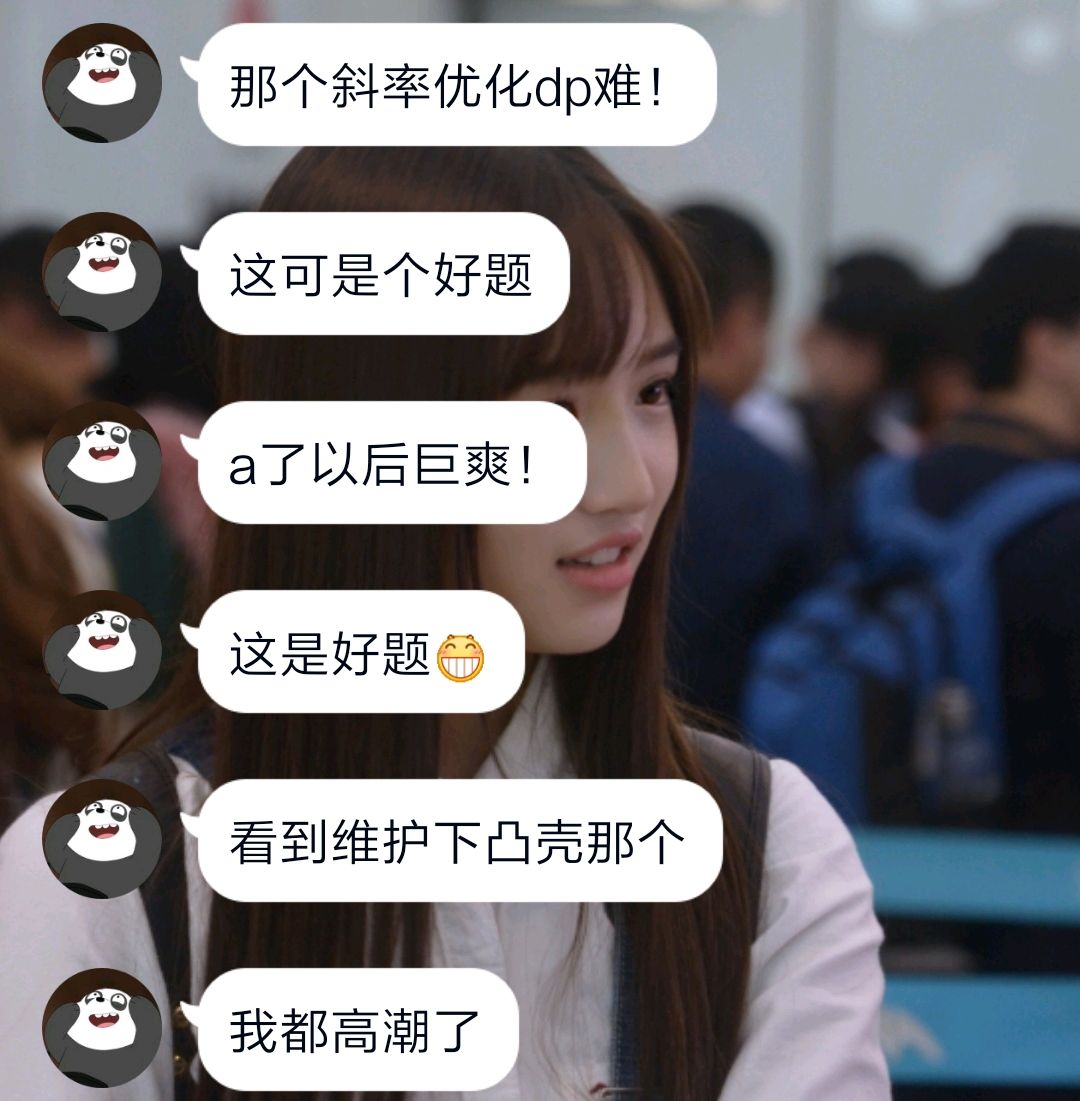 那个斜率优化dp难！
这可是个好题
a了以后巨爽！
这是好题😁
看到维护下凸壳那个
我都高潮了